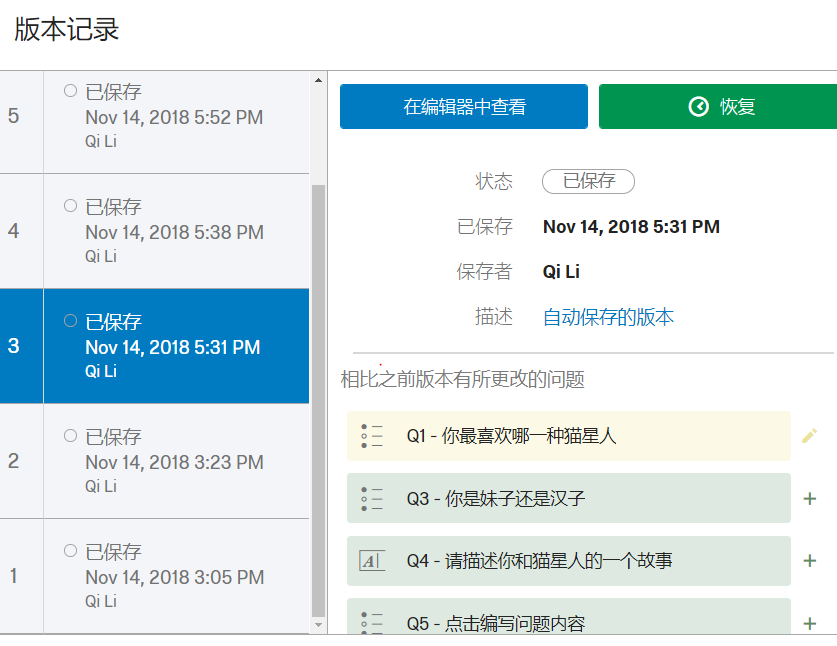 版本记录
5
已保存
Nov 14, 2018 5:52 PM
Qi Li
4
已保存
Nov 14, 2018 5:38 PM
Qi Li
3
已保存
Nov 14, 2018 5:31 PM
Qi Li
2
已保存
Nov 14, 2018 3:23 PM
Qi Li
1
已保存
Nov 14, 2018 3:05 PM
Qi Li
在编辑器中查看
恢复
状态 已保存
已保存 Nov 14, 2018 5:31 PM
保存者 Qi Li
描述 自动保存的版本
相比之前版本有所更改的问题
Q1 - 你最喜欢哪一种猫星人
Q3 - 你是妹子还是汉子
Q4 - 请描述你和猫星人的一个故事
Q5 - 点击编写问题内容